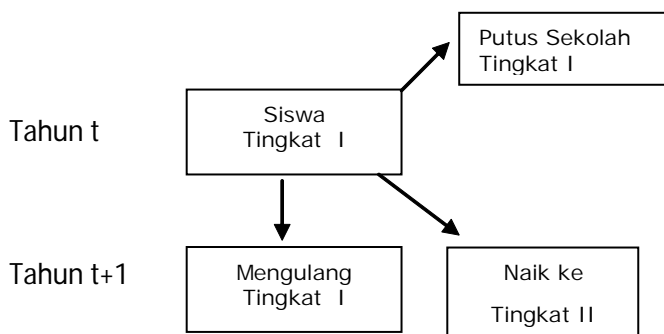 Putus Sekolah
Tingkat I
Tahun t
Siswa
Tingkat I
Tahun t+1
Mengulang
Tingkat I
Naik ke
Tingkat II